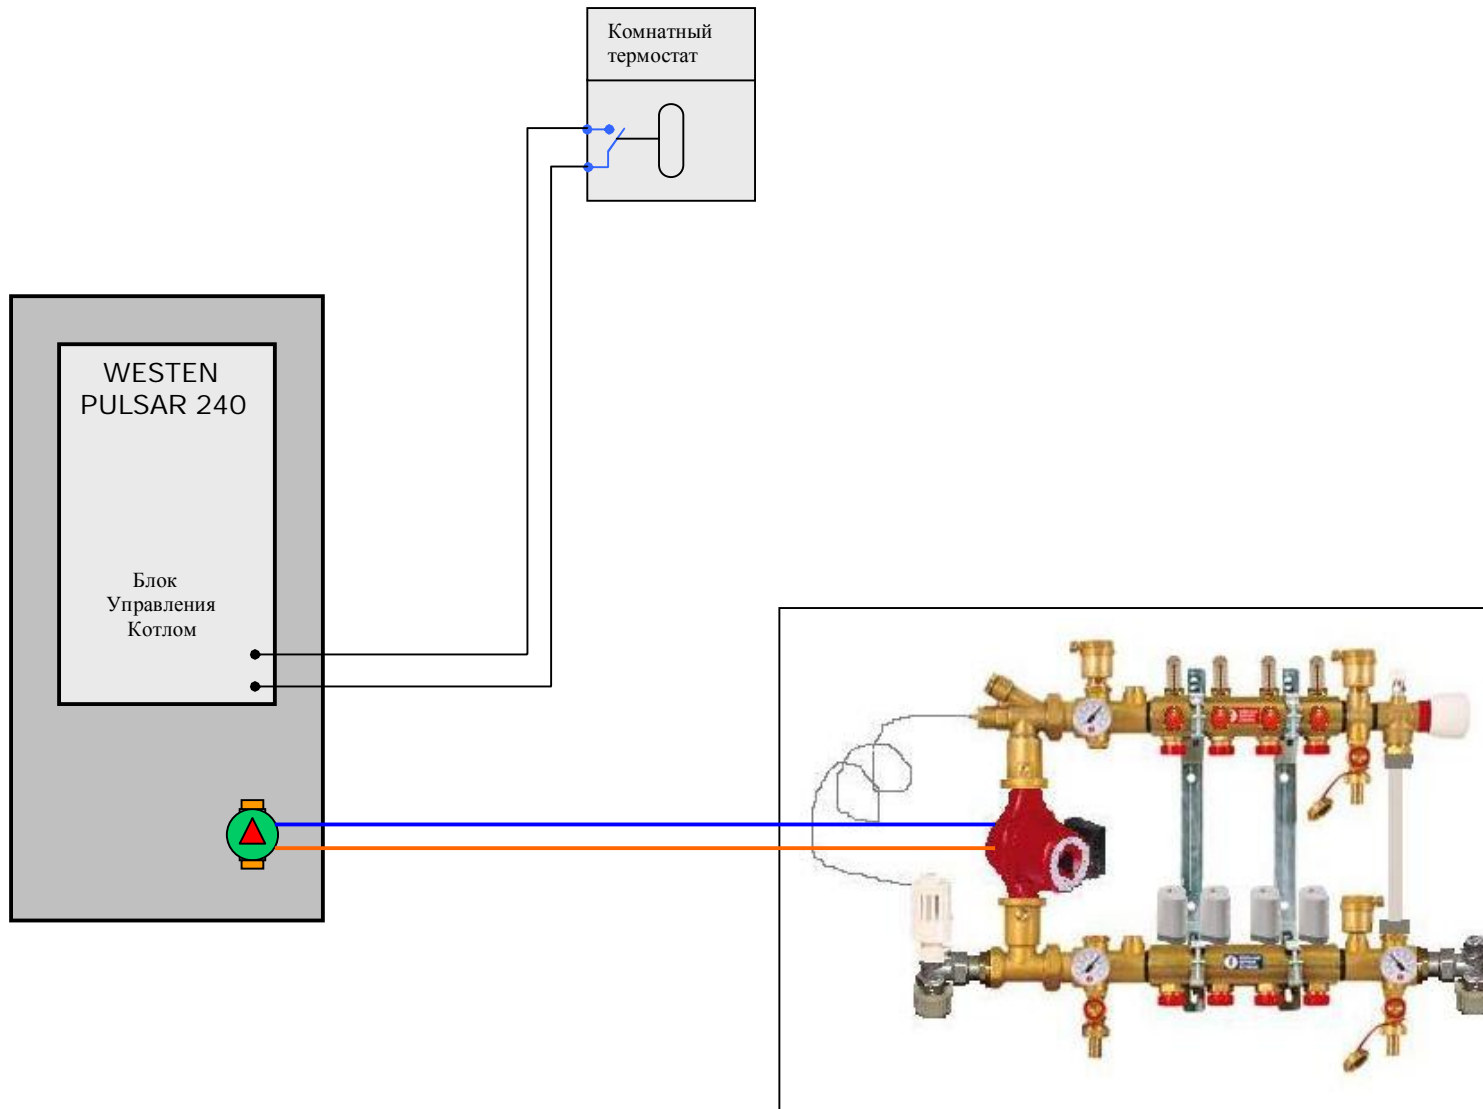 Комнатный
термостат
WESTEN
PULSAR 240
Блок
Управления
Котлом